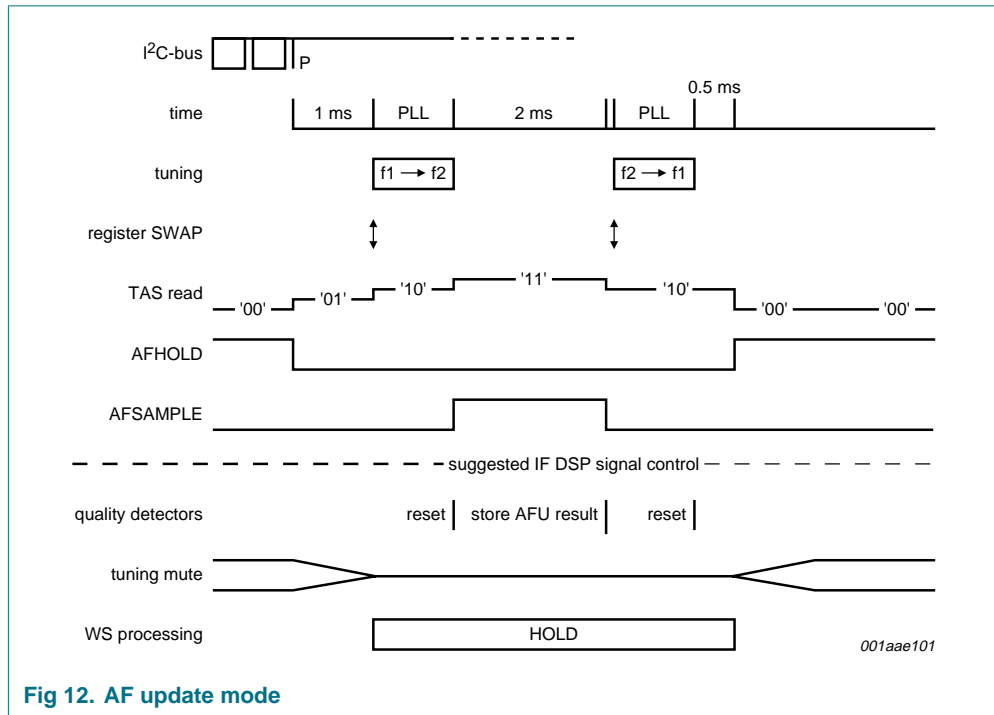 I²C-bus
P
time
1 ms PLL 2 ms PLL 0.5 ms
tuning
f1 → f2 f2 → f1
register SWAP
TAS read
'00' '01' '10' '11' '10' '00' '00'
AFHOLD
AFSAMPLE
suggested IF DSP signal control
quality detectors
reset store AFU result reset
tuning mute
WS processing
HOLD
001aae101
Fig 12. AF update mode